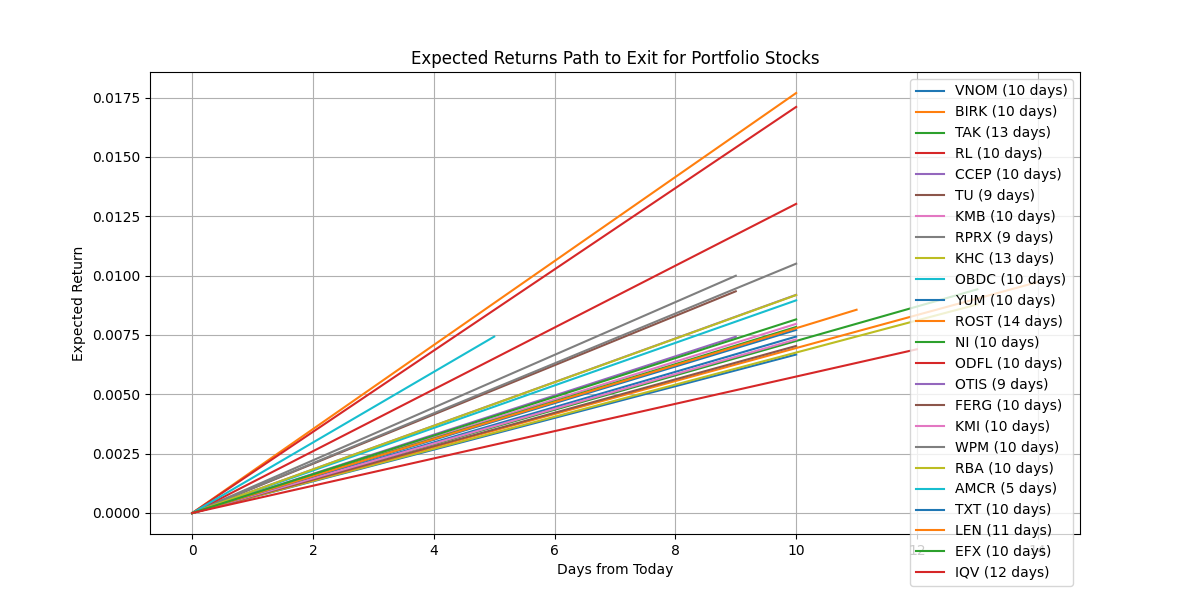 Expected Returns Path to Exit for Portfolio Stocks
Expected Return
0.0175
0.0150
0.0125
0.0100
0.0075
0.0050
0.0025
0.0000
0
2
4
6
8
10
12
14
Days from Today
VNOM (10 days)
BIRK (10 days)
TAK (13 days)
RL (10 days)
CCEP (10 days)
TU (9 days)
KMB (10 days)
RPRX (9 days)
KHC (13 days)
OBDC (10 days)
YUM (10 days)
ROST (14 days)
NI (10 days)
ODFL (10 days)
OTIS (9 days)
FERG (10 days)
KMI (10 days)
WPM (10 days)
RBA (10 days)
AMCR (5 days)
TXT (10 days)
LEN (11 days)
EFX (10 days)
IQV (12 days)